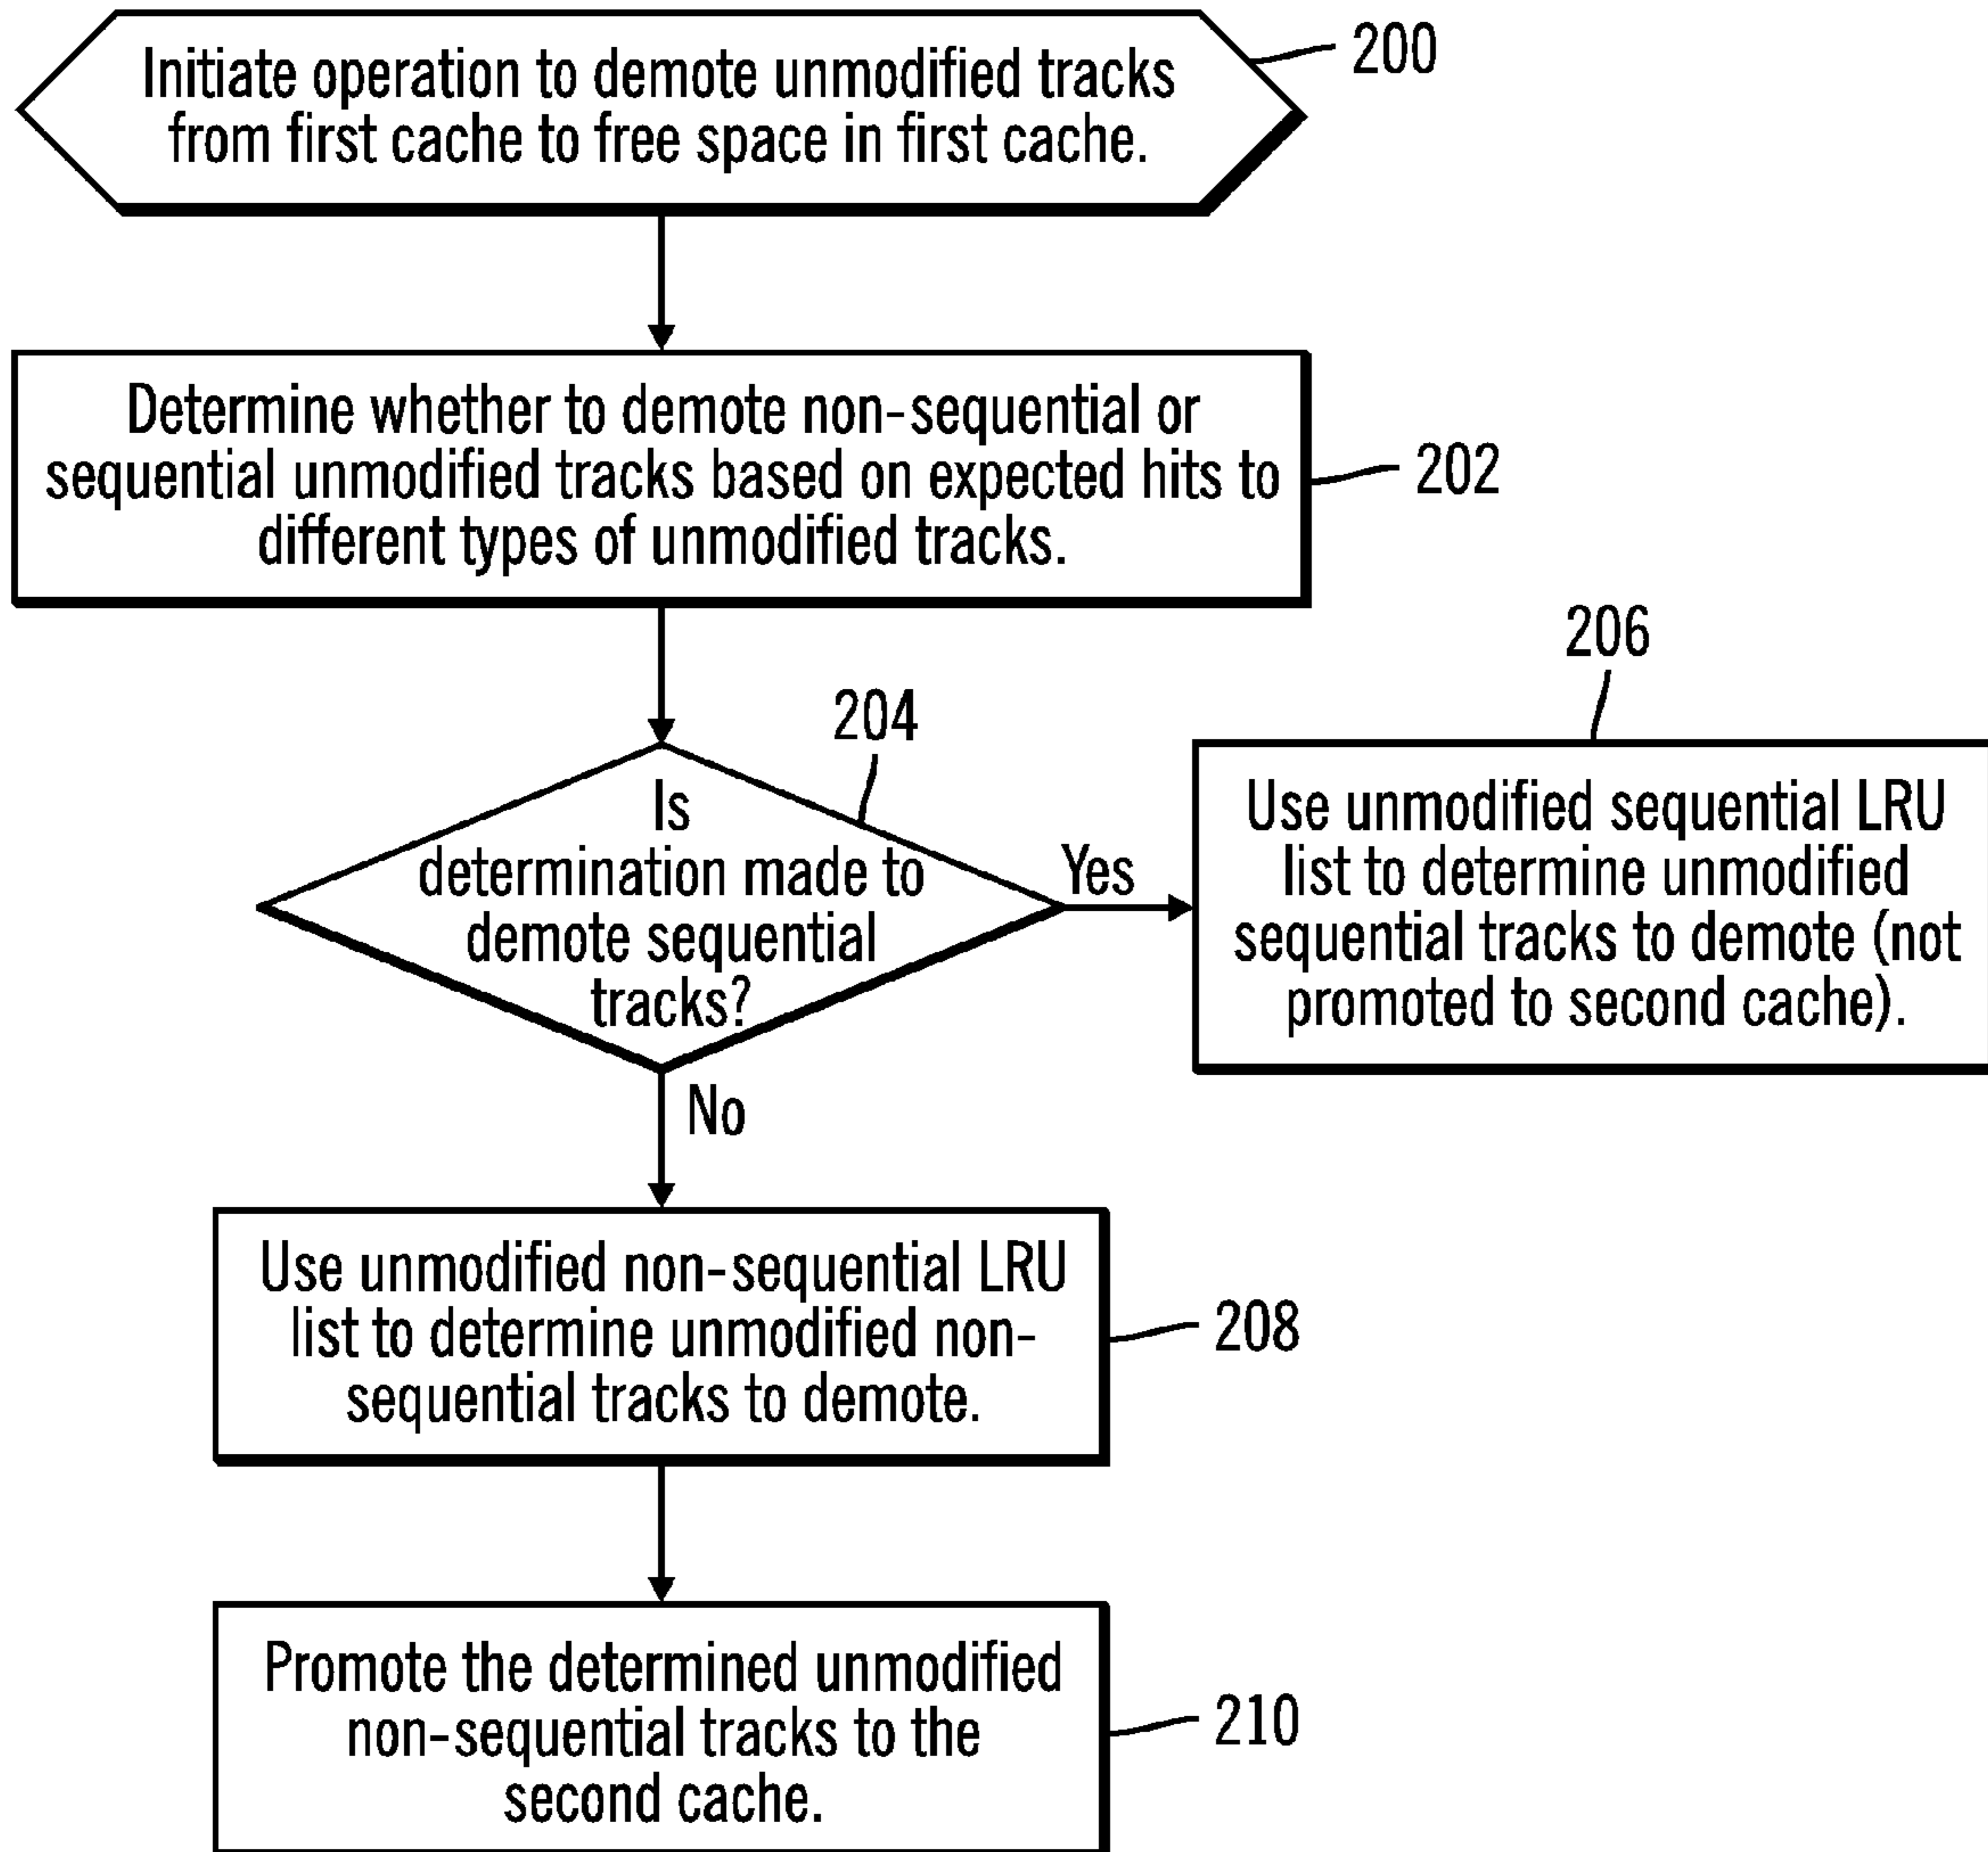 Initiate operation to demote unmodified tracks
from first cache to free space in first cache.
200
Determine whether to demote non-sequential or
sequential unmodified tracks based on expected hits to
different types of unmodified tracks.
202
204
Is
determination made to
demote sequential
tracks?
Yes
No
206
Use unmodified sequential LRU
list to determine unmodified
sequential tracks to demote (not
promoted to second cache).
Use unmodified non-sequential LRU
list to determine unmodified non-
sequential tracks to demote.
208
Promote the determined unmodified
non-sequential tracks to the
second cache.
210